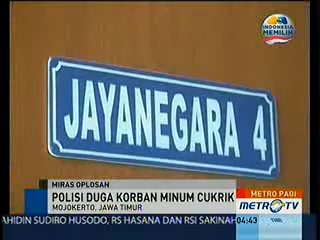 INDONESIA
MEMILIH
JAYANEGARA 4
MIRAS OPLOSAN
POLISI DUGA KORBAN MINUM CUKRIK
MOJOKERTO, JAWA TIMUR
METRO PAGI
METRO TV
AHIDIN SUDIRO HUSODO, RS HASANA DAN RSI SAKINAH
04:43